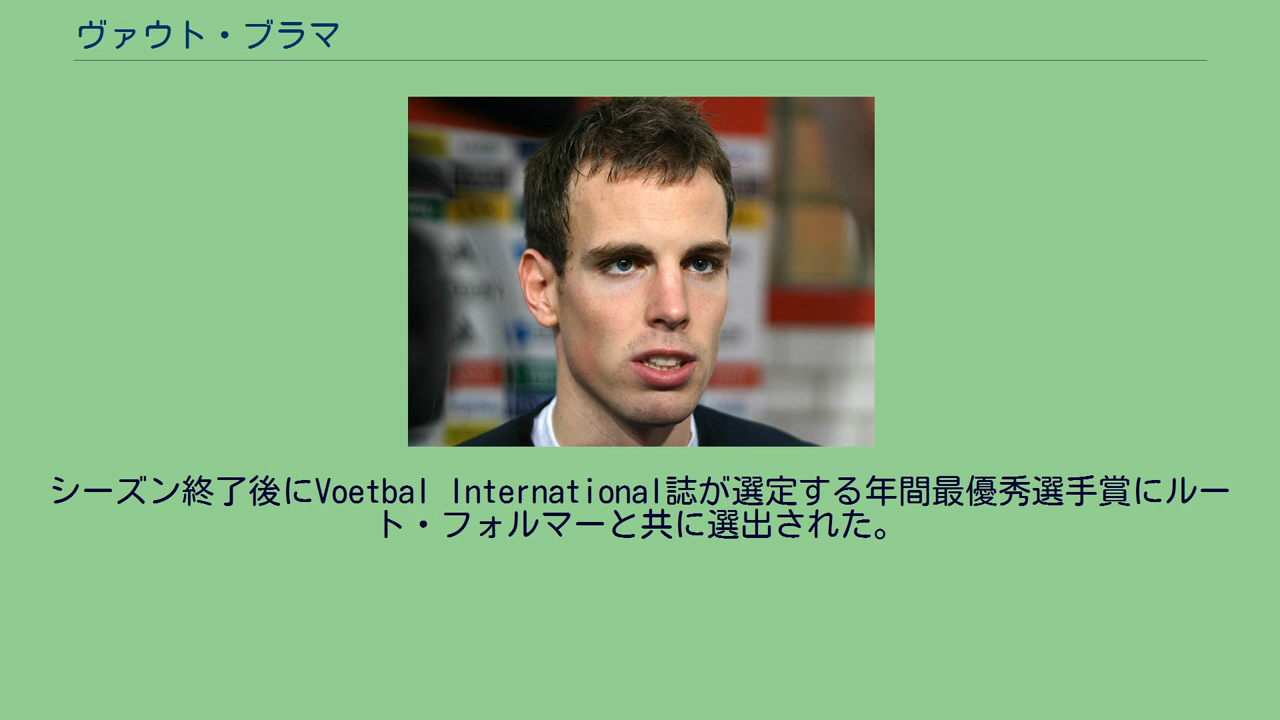 ヴァウト・ブラマ
シーズン終了後にVoetbal International誌が選定する年間最優秀選手賞にルー
ト・フォルマーと共に選出された。